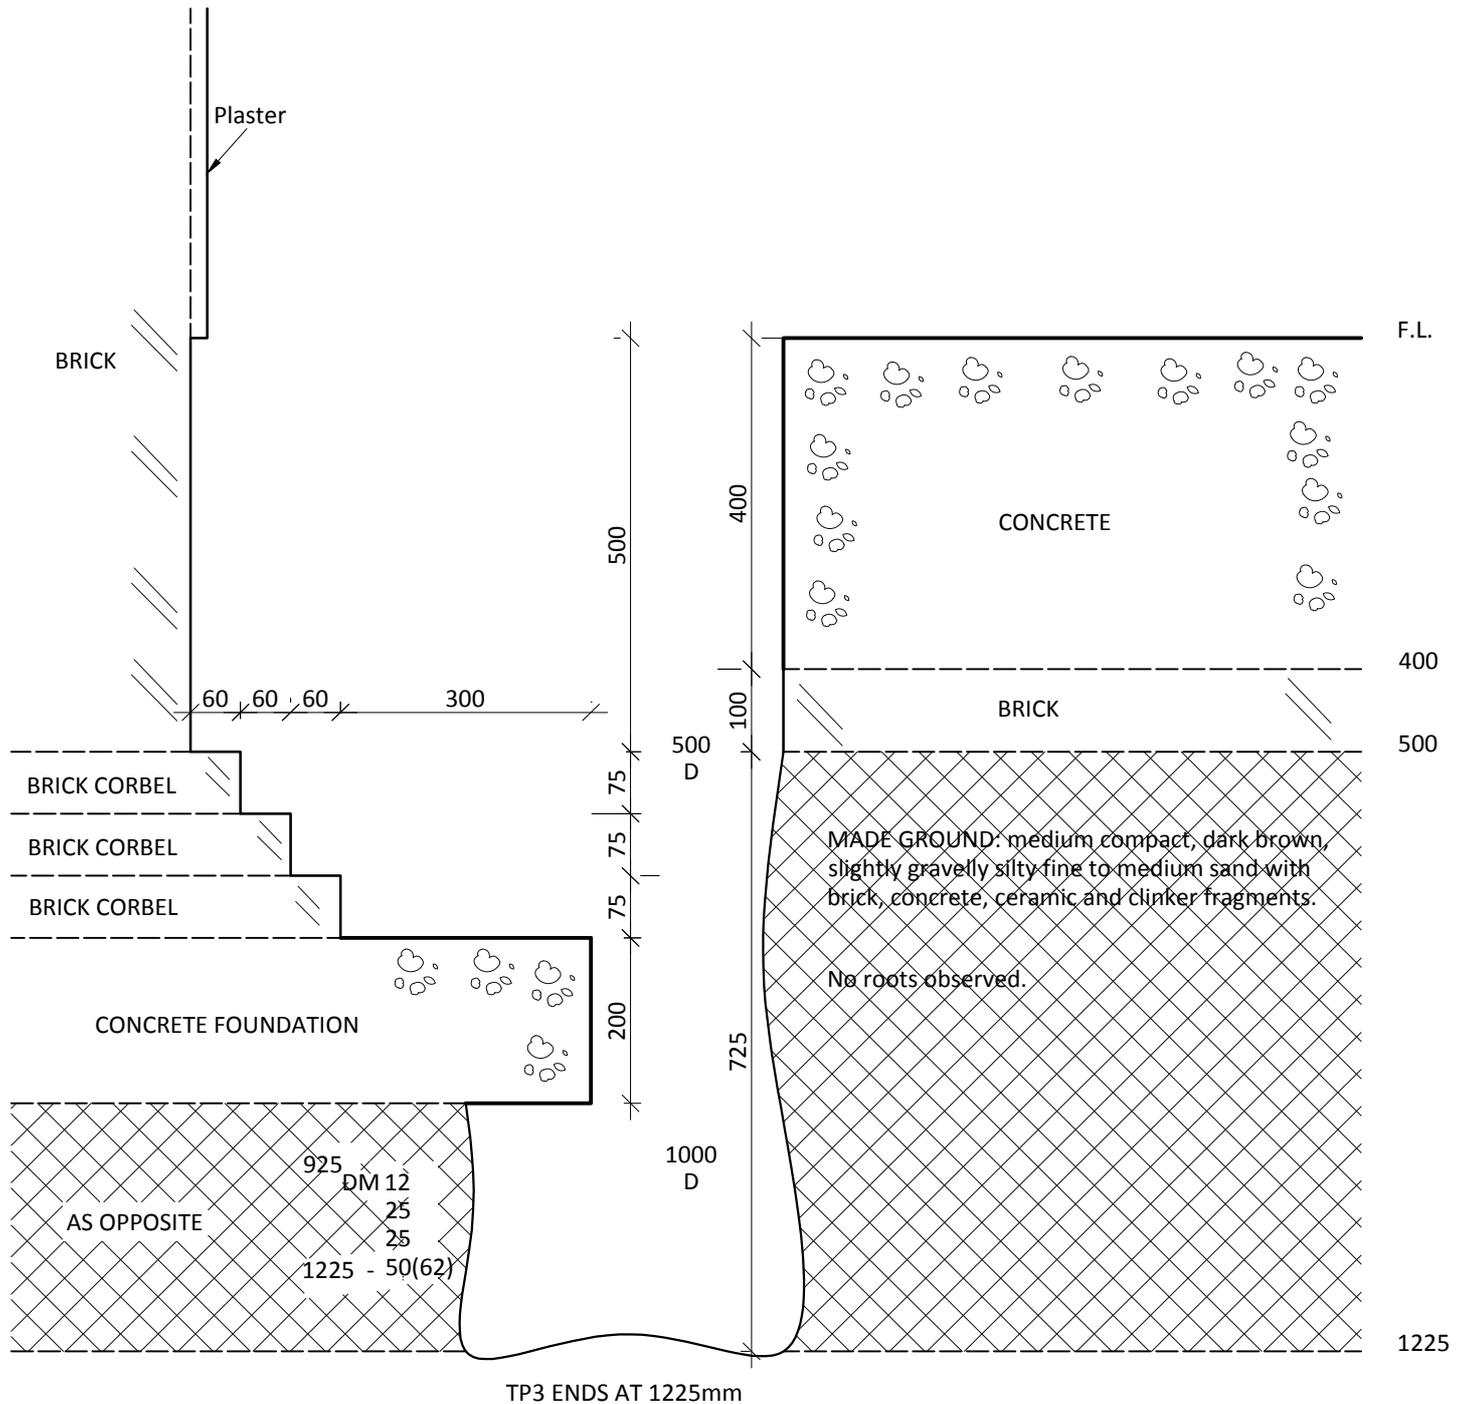 Plaster
F.L.
BRICK
CONCRETE
400
500
400
60 60 60 300
BRICK
100
500
D
500
BRICK CORBEL
75
BRICK CORBEL
75
MADE GROUND: medium compact, dark brown,
slightly gravelly silty fine to medium sand with
brick, concrete, ceramic and clinker fragments.
BRICK CORBEL
75
No roots observed.
CONCRETE FOUNDATION
200
725
1000
D
925
DM 12
25
AS OPPOSITE
25
1225 - 50(62)
1225
TP3 ENDS AT 1225mm